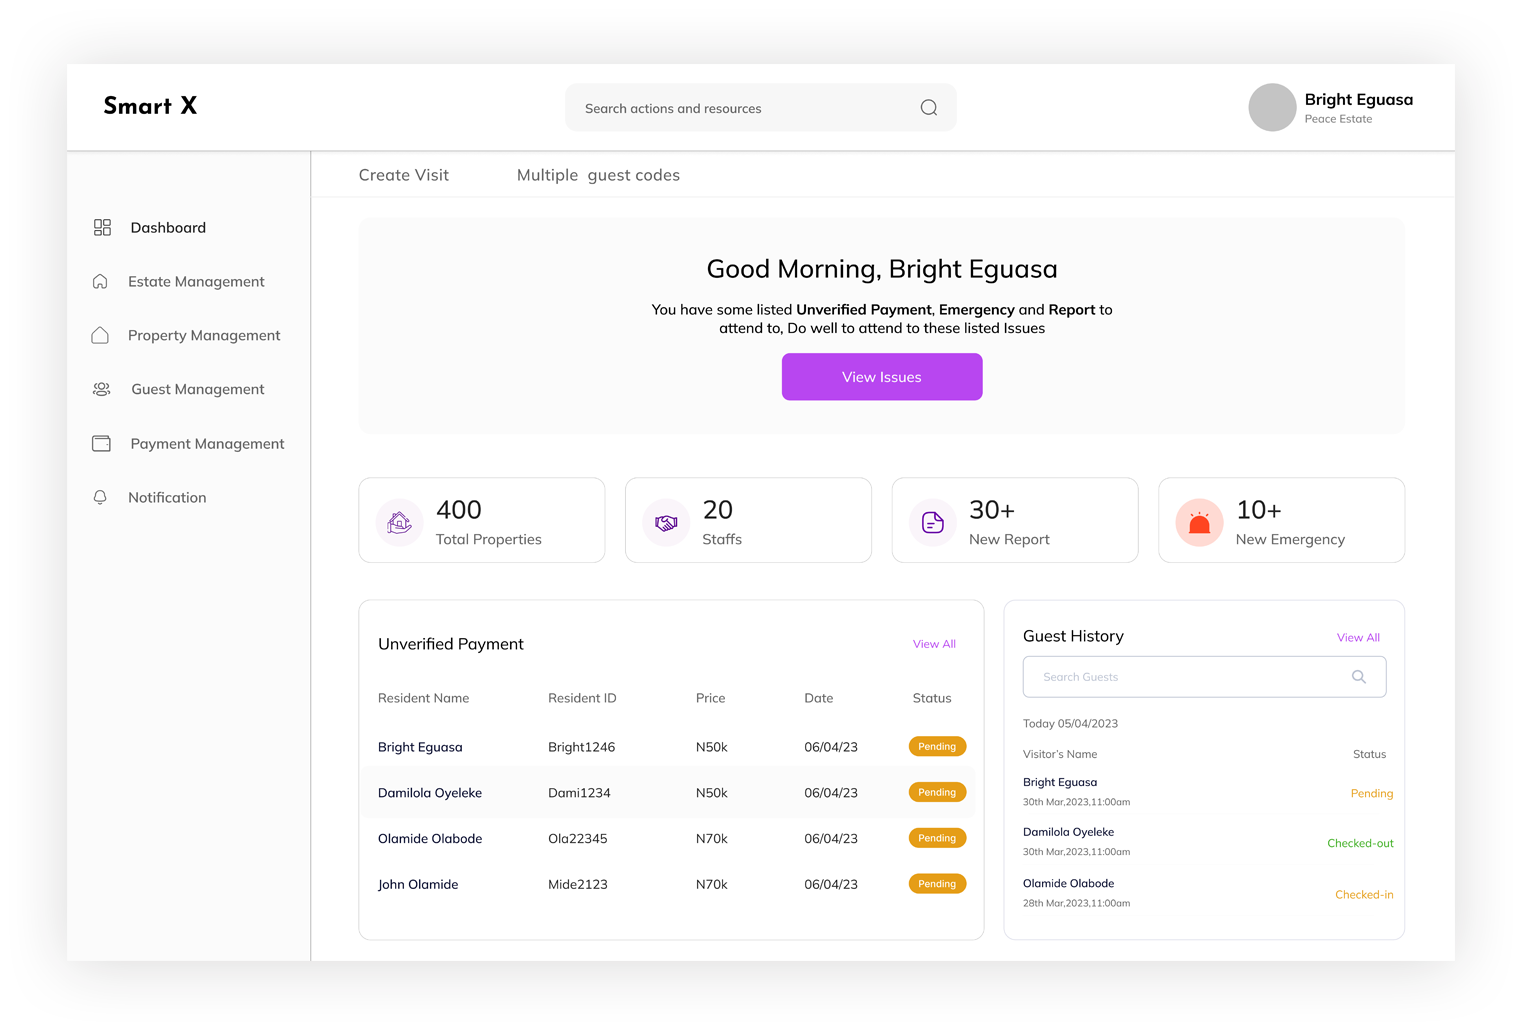 Smart X
Search actions and resources
Bright Eguasa
Peace Estate
Create Visit
Multiple guest codes
Dashboard
Estate Management
Property Management
Guest Management
Payment Management
Notification
Good Morning, Bright Eguasa
You have some listed Unverified Payment, Emergency and Report to
attend to, Do well to attend to these listed Issues
View Issues
400
Total Properties
20
Staffs
30+
New Report
10+
New Emergency
Unverified Payment View All
Resident Name Resident ID Price Date Status
Bright Eguasa Bright1246 N50k 06/04/23 Pending
Damilola Oyeleke Dami1234 N50k 06/04/23 Pending
Olamide Olabode Ola22345 N70k 06/04/23 Pending
John Olamide Mide2123 N70k 06/04/23 Pending
Guest History View All
Search Guests
Today 05/04/2023
Visitor's Name Status
Bright Eguasa
30th Mar,2023,11:00am
Pending
Damilola Oyeleke
30th Mar,2023,11:00am
Checked-out
Olamide Olabode
28th Mar,2023,11:00am
Checked-in